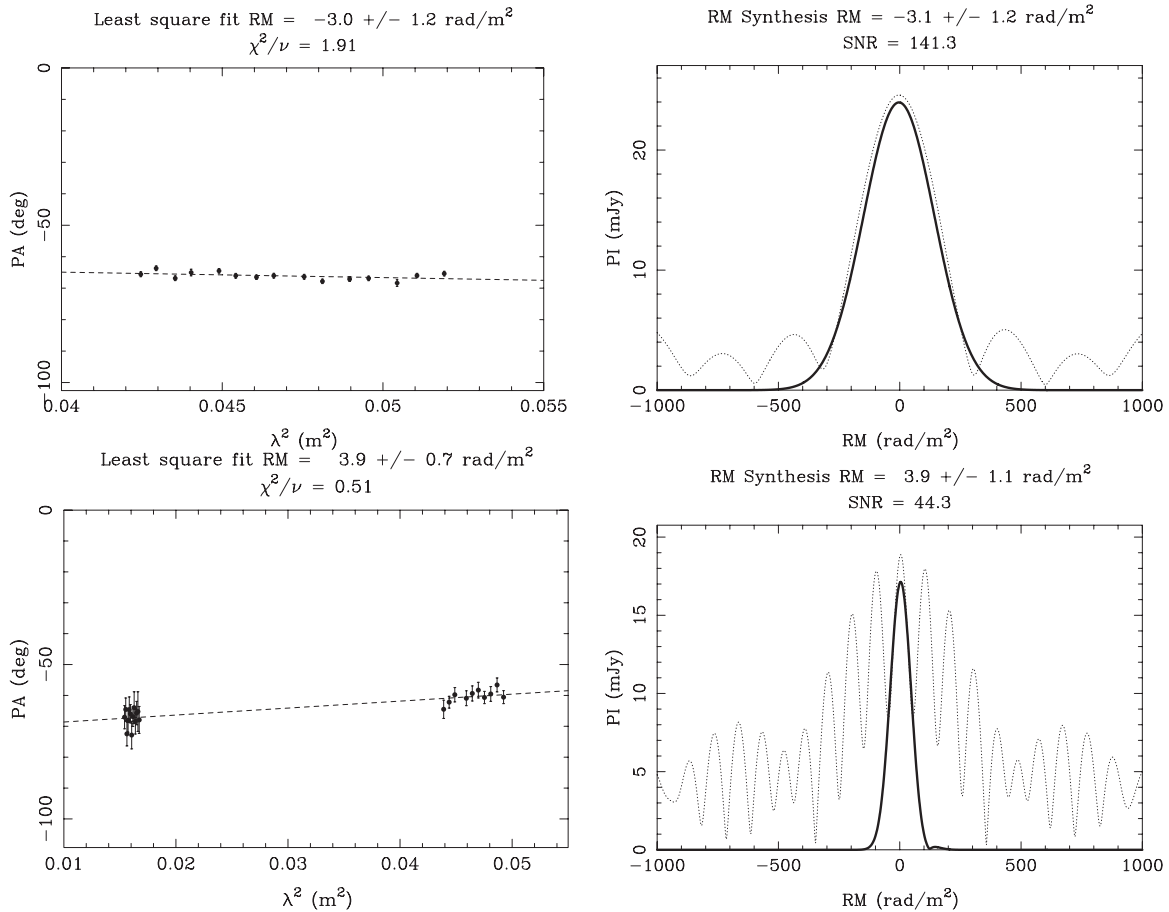 Least square fit RM = −3.0 +/− 1.2 rad/m²
χ²/ν = 1.91
PA (deg)
0
−50
−100
0.04 0.045 0.05 0.055
λ² (m²)
RM Synthesis RM = −3.1 +/− 1.2 rad/m²
SNR = 141.3
PI (mJy)
20
10
0
−1000 −500 0 500 1000
RM (rad/m²)
Least square fit RM = 3.9 +/− 0.7 rad/m²
χ²/ν = 0.51
PA (deg)
0
−50
−100
0.01 0.02 0.03 0.04 0.05
λ² (m²)
RM Synthesis RM = 3.9 +/− 1.1 rad/m²
SNR = 44.3
PI (mJy)
20
15
10
5
0
−1000 −500 0 500 1000
RM (rad/m²)